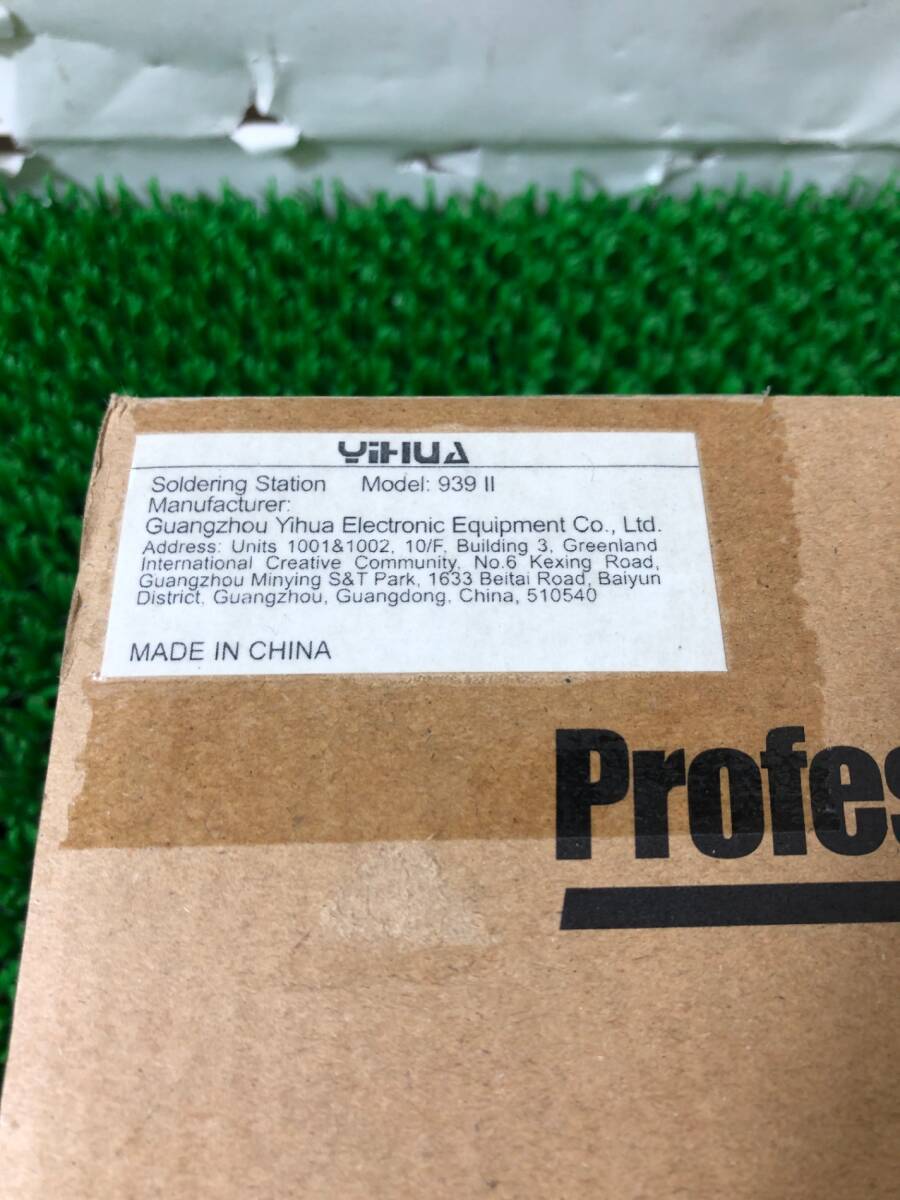 YiHUA
Soldering Station Model: 939 II
Manufacturer:
Guangzhou Yihua Electronic Equipment Co., Ltd.
Address: Units 1001&1002, 10/F, Building 3, Greenland
International Creative Community, No.6 Kexing Road,
Guangzhou Minying S&T Park, 1633 Beitai Road, Baiyun
District, Guangzhou, Guangdong, China, 510540
MADE IN CHINA
Profes